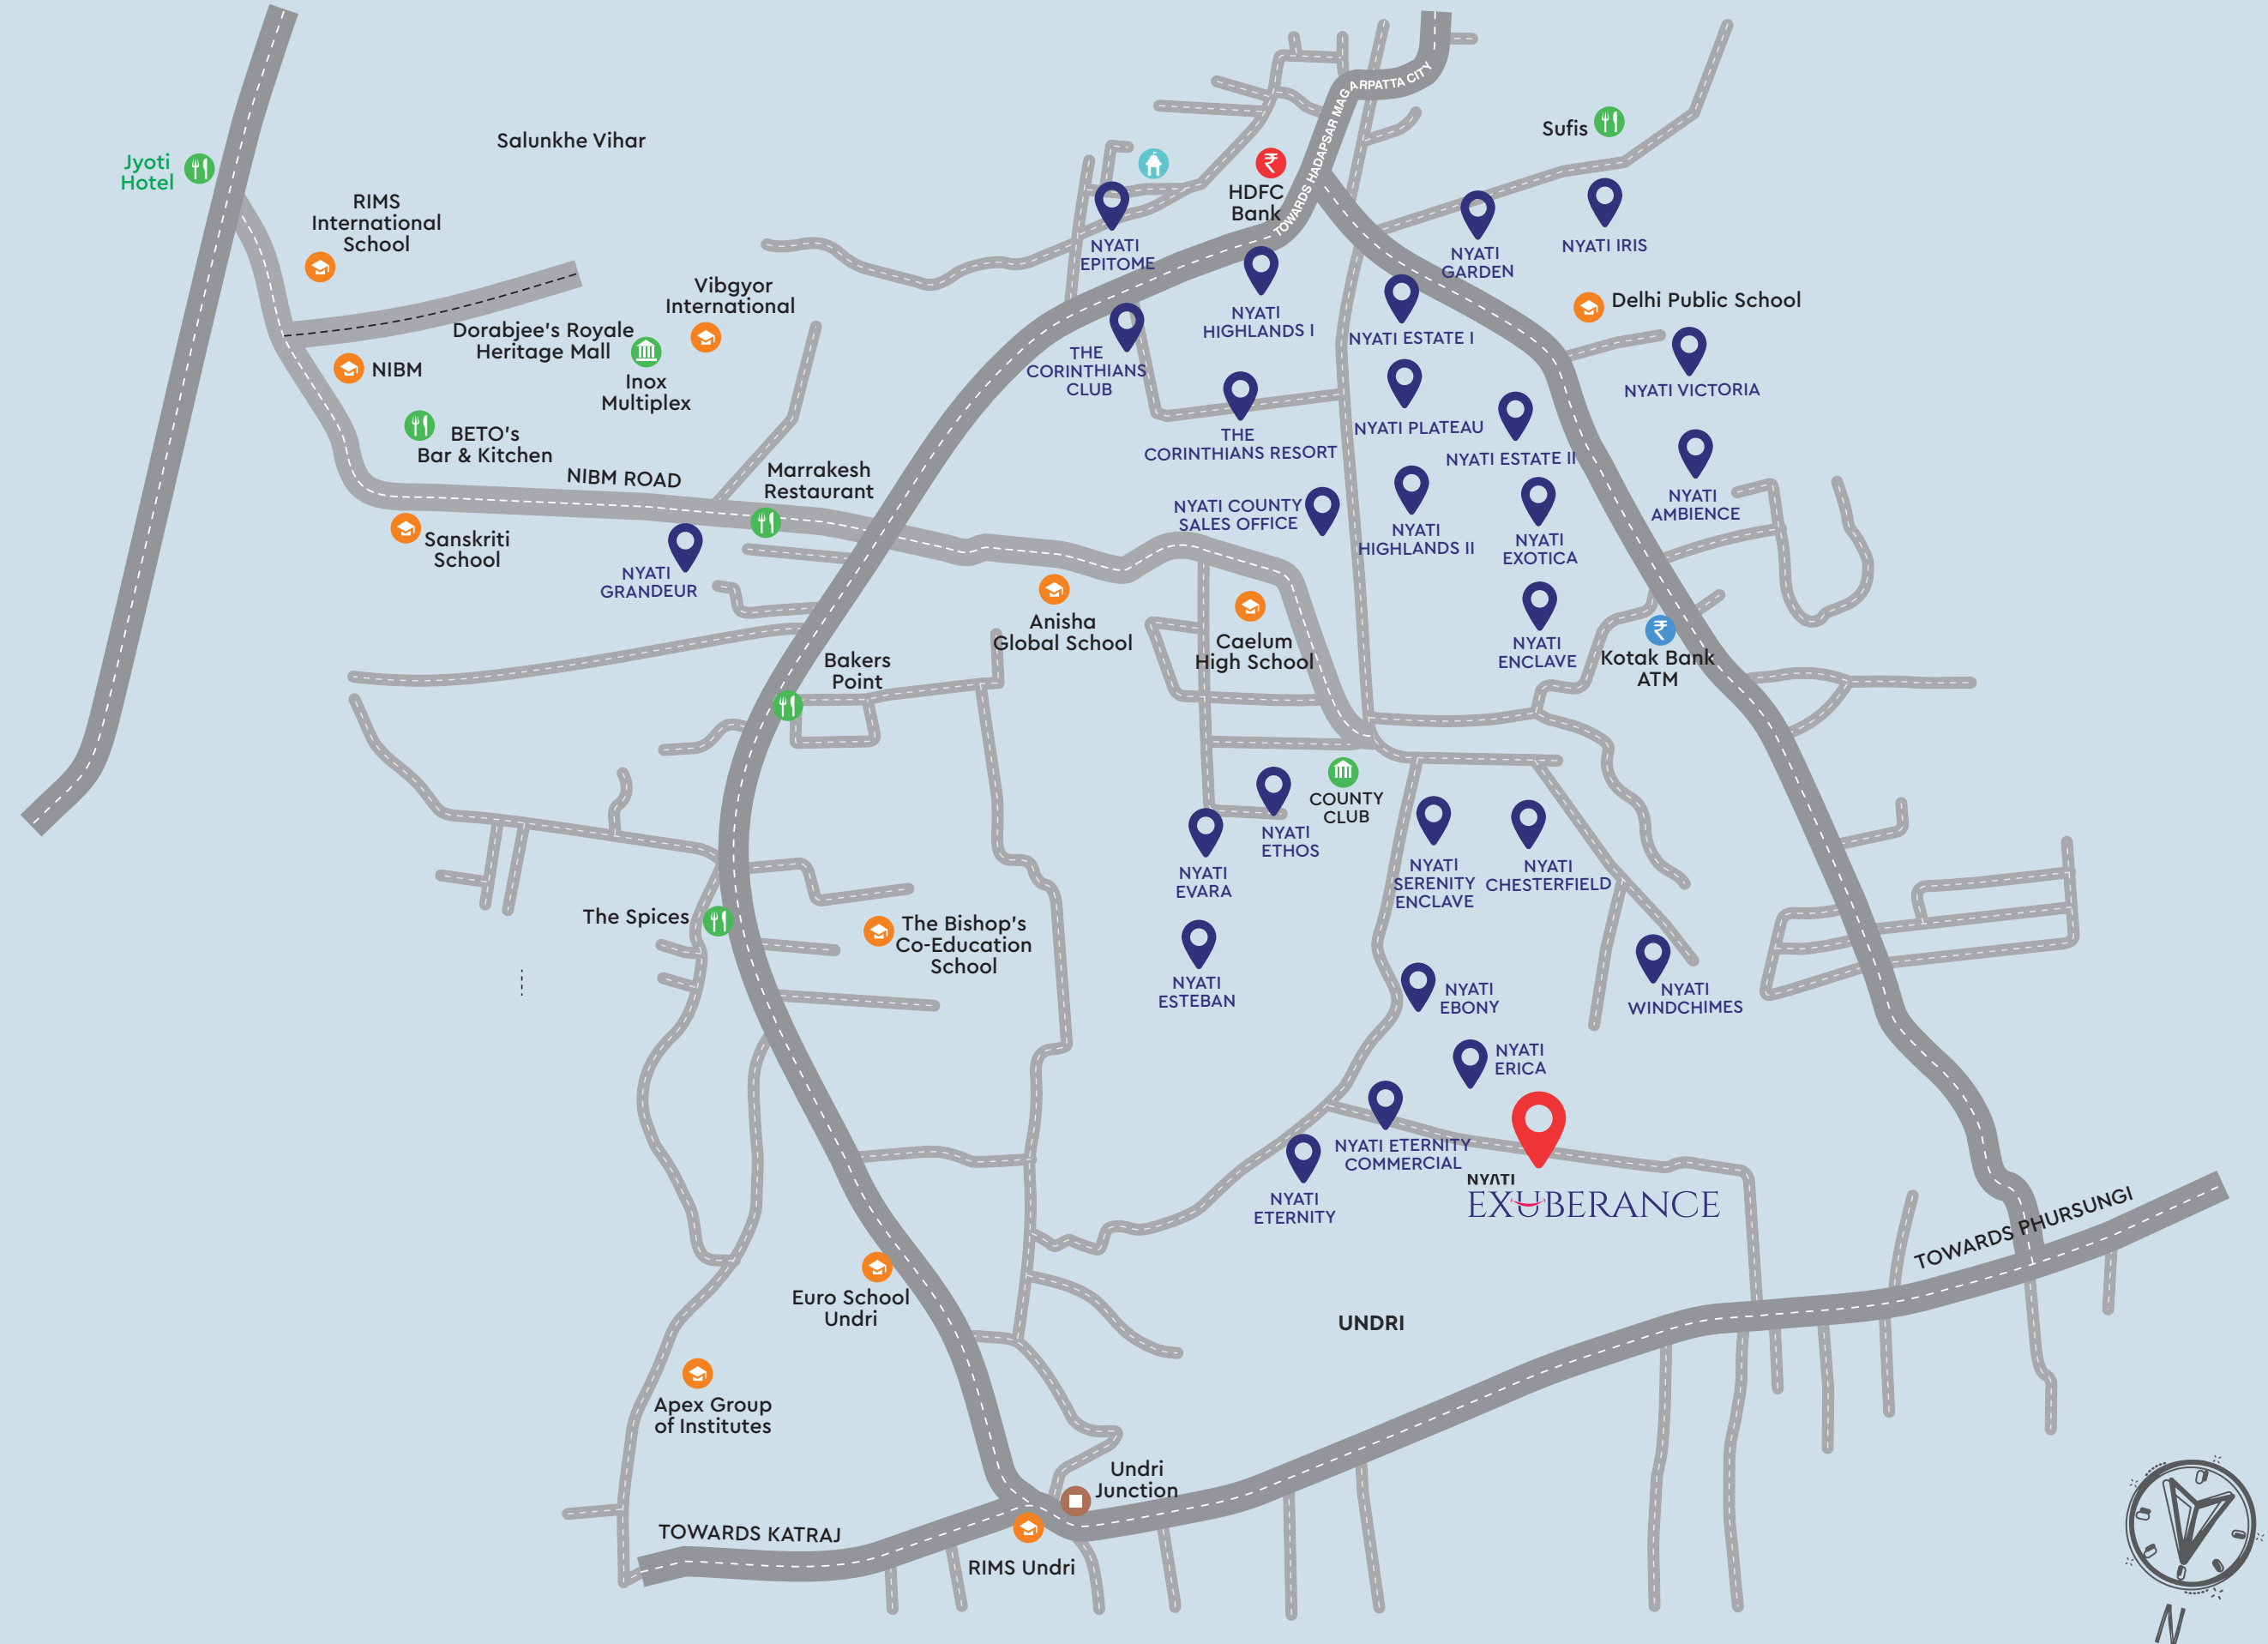 TOWARDS HADAPSAR MAGARPATTA CITY
Sufis
Salunkhe Vihar
Jyoti
Hotel
HDFC
Bank
RIMS
International
School
NYATI
EPITOME
NYATI
GARDEN
NYATI IRIS
Vibgyor
International
NYATI
HIGHLANDS I
NYATI ESTATE I
Delhi Public School
Dorabjee's Royale
Heritage Mall
THE
CORINTHIANS
CLUB
NIBM
Inox
Multiplex
NYATI VICTORIA
BETO's
Bar & Kitchen
THE
CORINTHIANS RESORT
NYATI PLATEAU
NYATI ESTATE II
NIBM ROAD
Marrakesh
Restaurant
NYATI COUNTY
SALES OFFICE
NYATI
AMBIENCE
Sanskriti
School
NYATI
HIGHLANDS II
NYATI
EXOTICA
NYATI
GRANDEUR
Anisha
Global School
Caelum
High School
NYATI
ENCLAVE
Kotak Bank
ATM
Bakers
Point
COUNTY
CLUB
NYATI
ETHOS
NYATI
EVARA
NYATI
SERENITY
ENCLAVE
NYATI
CHESTERFIELD
The Spices
The Bishop's
Co-Education
School
NYATI
ESTEBAN
NYATI
EBONY
NYATI
WINDCHIMES
NYATI
ERICA
NYATI ETERNITY
COMMERCIAL
NYATI
EXUBERANCE
NYATI
ETERNITY
TOWARDS PHURSUNGI
Euro School
Undri
UNDRI
Apex Group
of Institutes
Undri
Junction
TOWARDS KATRAJ
RIMS Undri
N